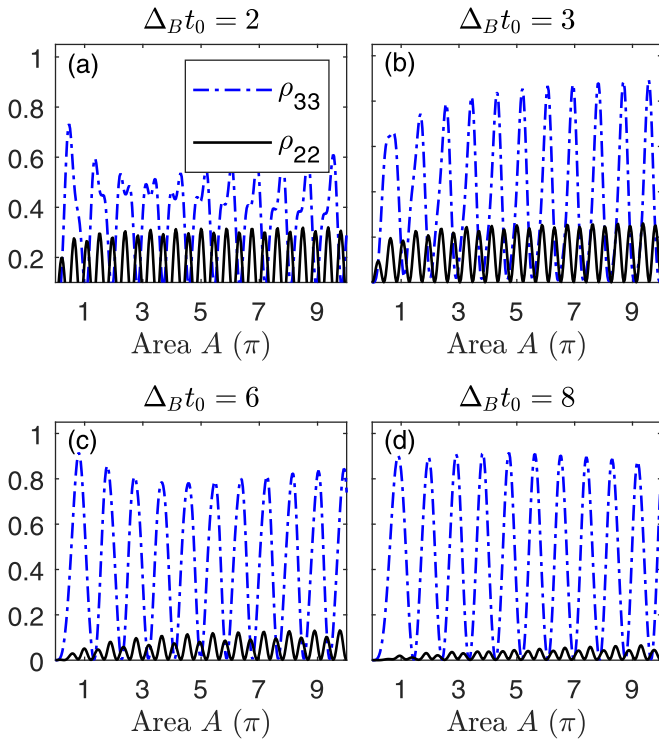 Δ_B t_0 = 2
Δ_B t_0 = 3
(a)
ρ_33
ρ_22
(b)
1
0.8
0.6
0.4
0.2
1 3 5 7 9
1 3 5 7 9
Area A (π)
Area A (π)
Δ_B t_0 = 6
Δ_B t_0 = 8
(c)
(d)
1
0.8
0.6
0.4
0.2
0
1 3 5 7 9
1 3 5 7 9
Area A (π)
Area A (π)